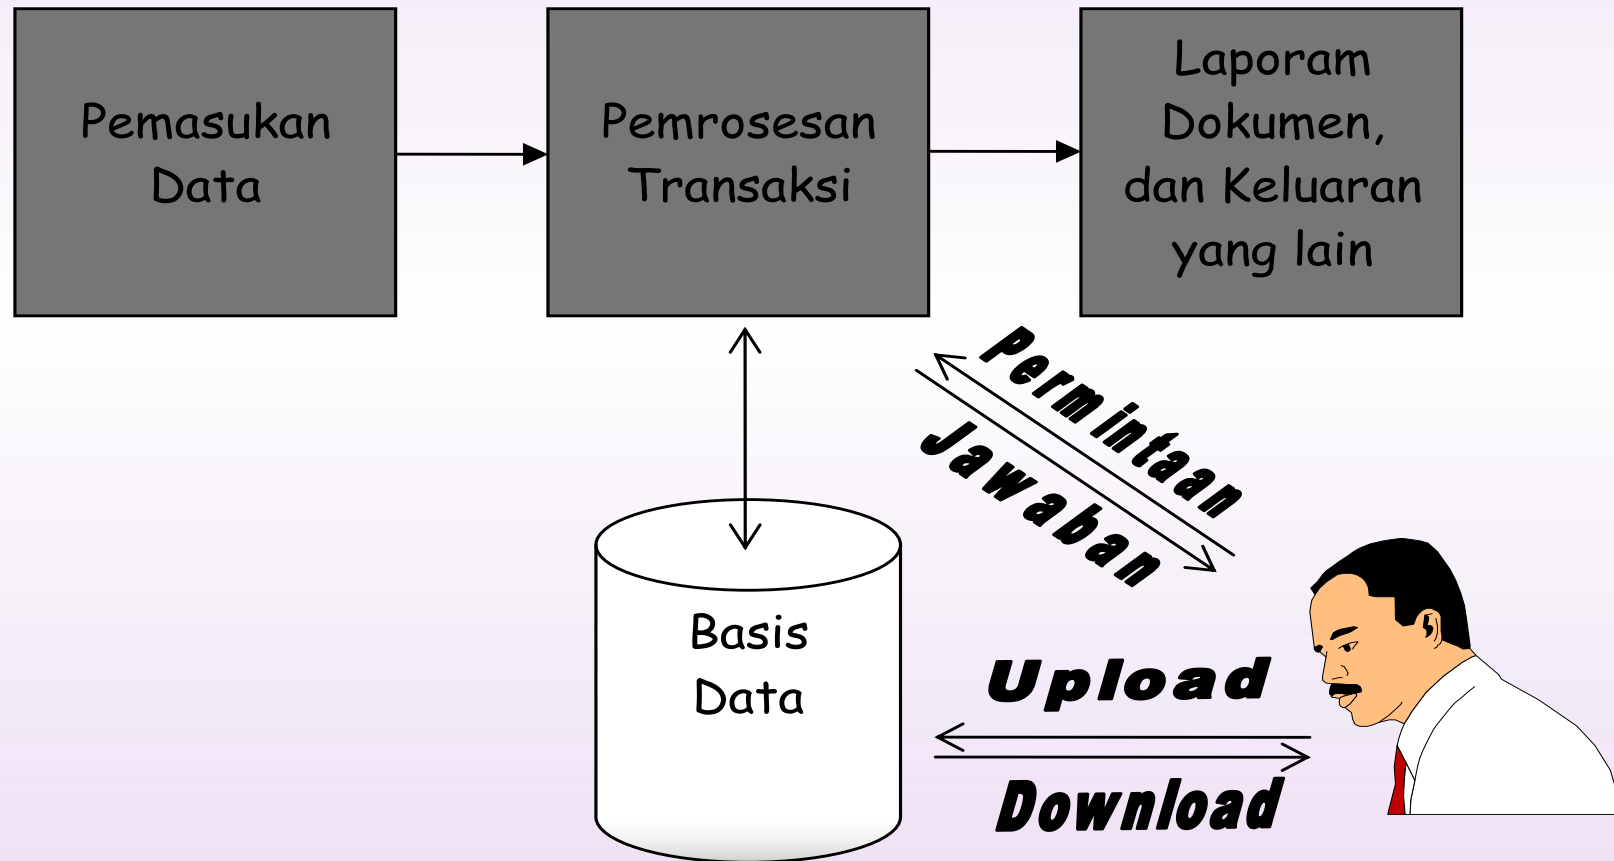 Pemasukan
Data
Pemrosesan
Transaksi
Laporam
Dokumen,
dan Keluaran
yang lain
Permintaan
Jawaban
Basis
Data
Upload
Download